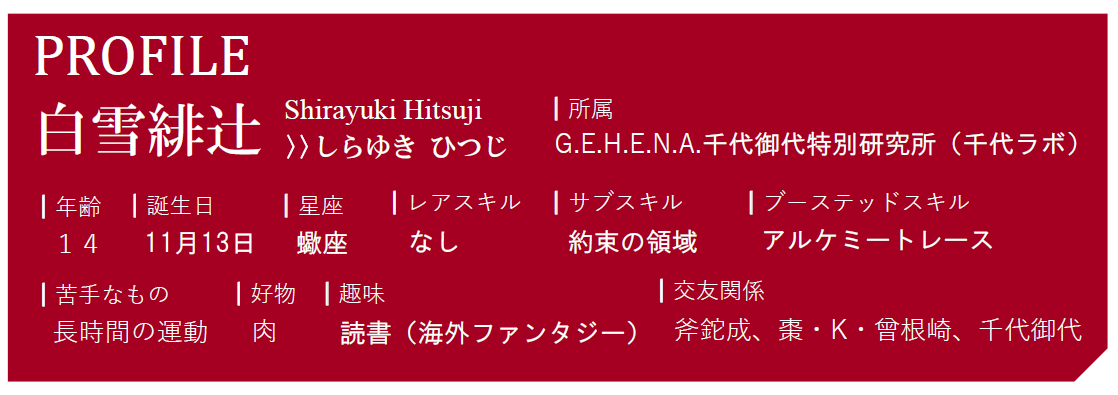 PROFILE
白雪緋辻
Shirayuki Hitsuji
>>しらゆき ひつじ
所属
G.E.H.E.N.A.千代御代特別研究所（千代ラボ）
年齢
１４
誕生日
11月13日
星座
蠍座
レアスキル
なし
サブスキル
約束の領域
ブーステッドスキル
アルケミートレース
苦手なもの
長時間の運動
好物
肉
趣味
読書（海外ファンタジー）
交友関係
斧鉈成、棗・K・曾根崎、千代御代